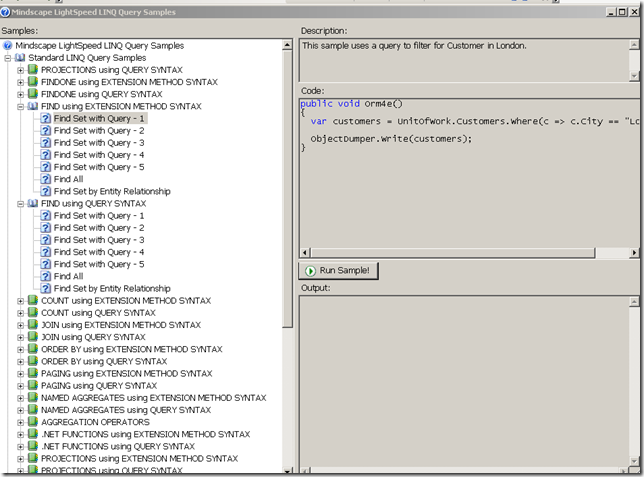 Mindscape LightSpeed LINQ Query Samples
Samples:
Mindscape LightSpeed LINQ Query Samples
Standard LINQ Query Samples
PROJECTIONS using QUERY SYNTAX
FINDONE using EXTENSION METHOD SYNTAX
FINDONE using QUERY SYNTAX
FIND using EXTENSION METHOD SYNTAX
Find Set with Query - 1
Find Set with Query - 2
Find Set with Query - 3
Find Set with Query - 4
Find Set with Query - 5
Find All
Find Set by Entity Relationship
FIND using QUERY SYNTAX
Find Set with Query - 1
Find Set with Query - 2
Find Set with Query - 3
Find Set with Query - 4
Find Set with Query - 5
Find All
Find Set by Entity Relationship
COUNT using EXTENSION METHOD SYNTAX
COUNT using QUERY SYNTAX
JOIN using EXTENSION METHOD SYNTAX
JOIN using QUERY SYNTAX
ORDER BY using EXTENSION METHOD SYNTAX
ORDER BY using QUERY SYNTAX
PAGING using EXTENSION METHOD SYNTAX
PAGING using QUERY SYNTAX
NAMED AGGREGATES using EXTENSION METHOD SYNTAX
NAMED AGGREGATES using QUERY SYNTAX
AGGREGATION OPERATORS
.NET FUNCTIONS using EXTENSION METHOD SYNTAX
.NET FUNCTIONS using QUERY SYNTAX
PROJECTIONS using EXTENSION METHOD SYNTAX
PROJECTIONS using QUERY SYNTAX
Description:
This sample uses a query to filter for Customer in London.
Code:
public void Orm4e()
{
var customers = UnitOfWork.Customers.Where(c => c.City == "Lo
ObjectDumper.Write(customers);
}
Run Sample!
Output: